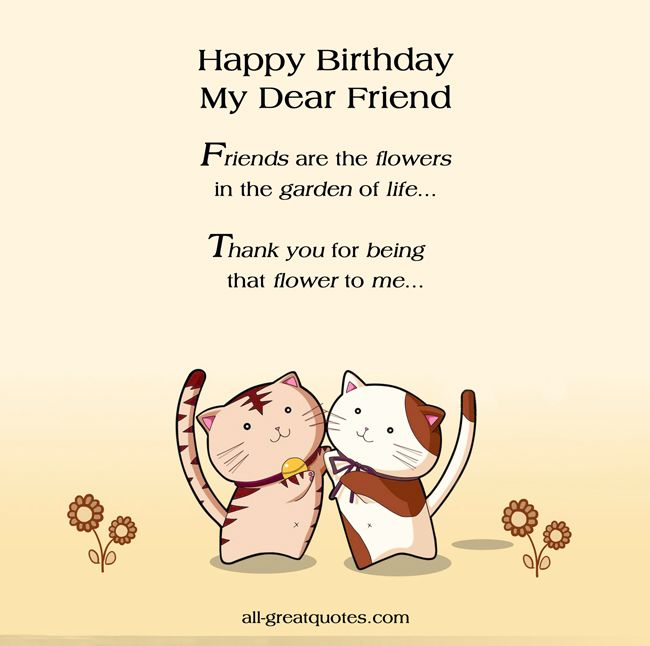 Happy Birthday
My Dear Friend
Friends are the flowers
in the garden of life...
Thank you for being
that flower to me...
all-greatquotes.com